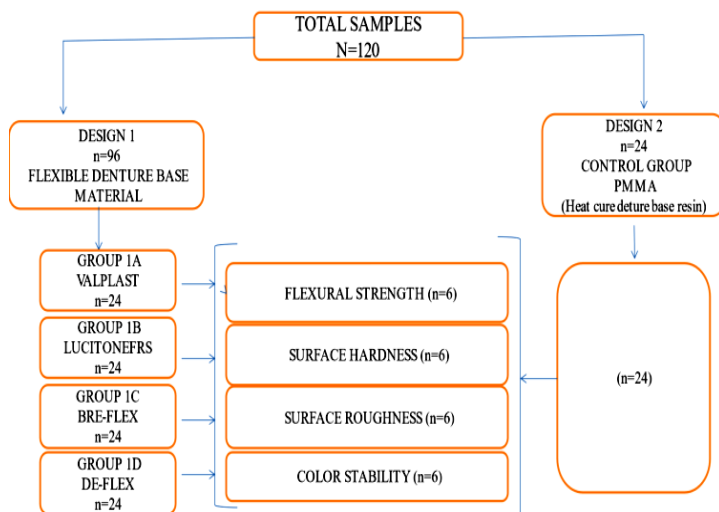 TOTAL SAMPLES
N=120
DESIGN 1
n=96
FLEXIBLE DENTURE BASE
MATERIAL
DESIGN 2
n=24
CONTROL GROUP
PMMA
(Heat cure deture base resin)
GROUP 1A
VALPLAST
n=24
GROUP 1B
LUCITONEFRS
n=24
GROUP 1C
BRE-FLEX
n=24
GROUP 1D
DE-FLEX
n=24
FLEXURAL STRENGTH (n=6)
SURFACE HARDNESS (n=6)
SURFACE ROUGHNESS (n=6)
COLOR STABILITY (n=6)
(n=24)